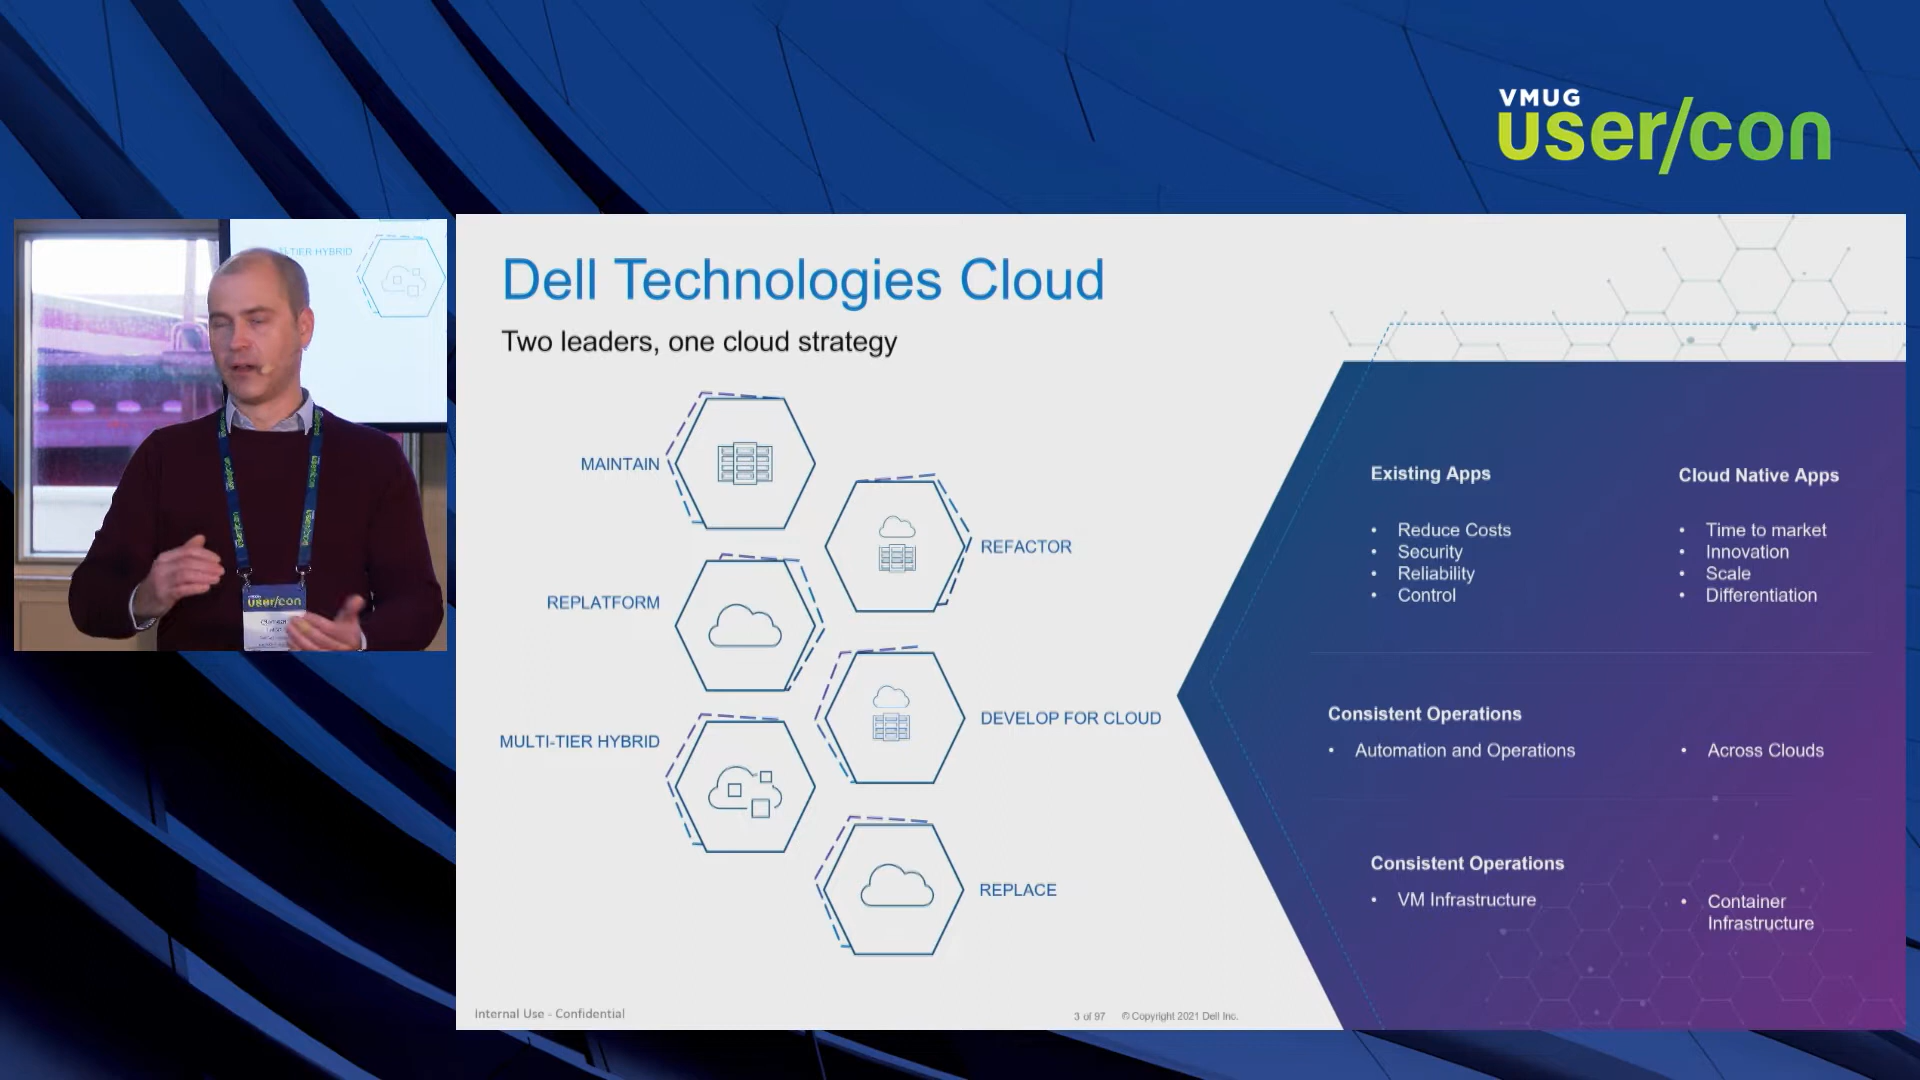 VMUG
user/con
TIER HYBRID
user/con
Dell Technologies Cloud
Two leaders, one cloud strategy
MAINTAIN
REFACTOR
REPLATFORM
DEVELOP FOR CLOUD
MULTI-TIER HYBRID
REPLACE
Existing Apps
• Reduce Costs
• Security
• Reliability
• Control
Cloud Native Apps
• Time to market
• Innovation
• Scale
• Differentiation
Consistent Operations
• Automation and Operations
• Across Clouds
Consistent Operations
• VM Infrastructure
• Container
Infrastructure
Internal Use - Confidential
3 of 97
© Copyright 2021 Dell Inc.